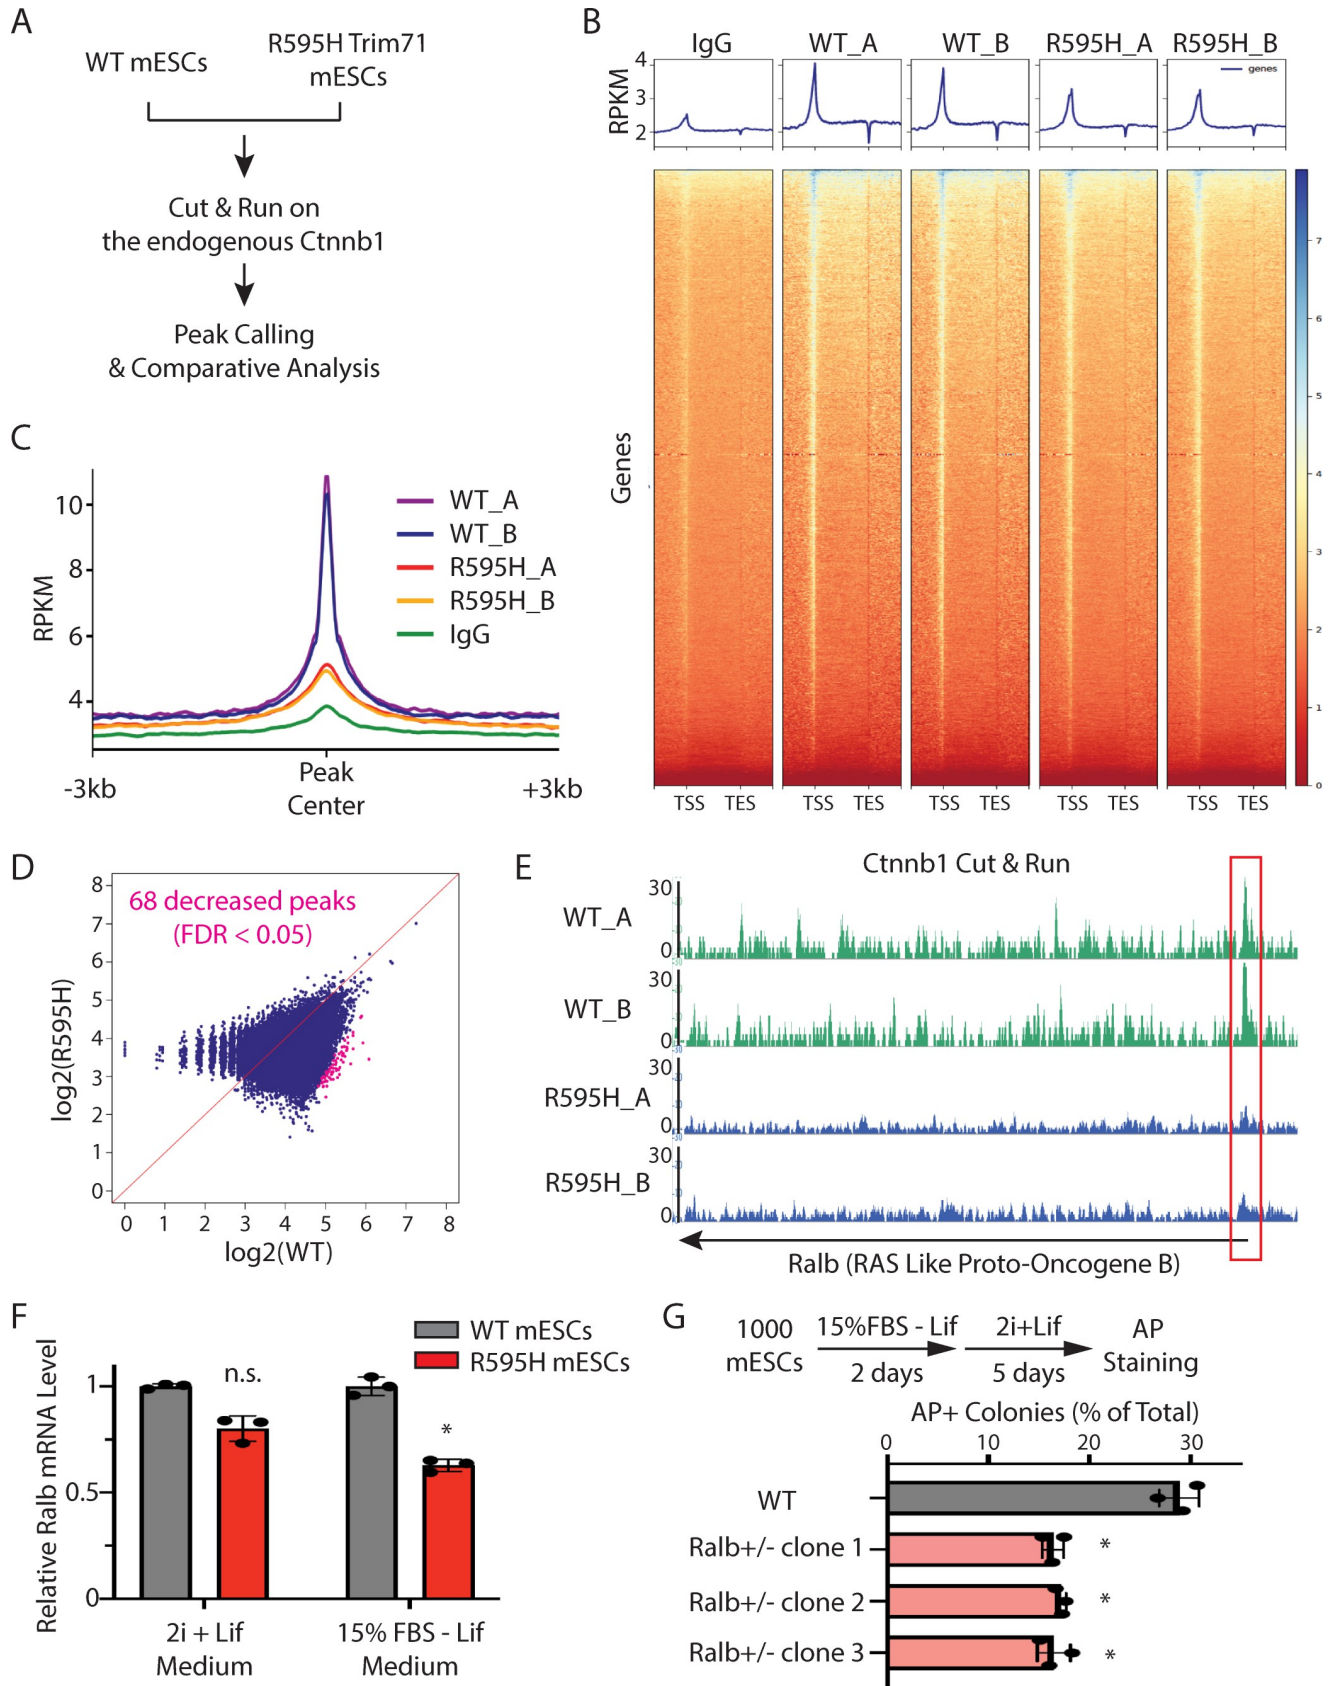 A
WT mESCs
R595H Trim71
mESCs
Cut & Run on
the endogenous Ctnnb1
Peak Calling
& Comparative Analysis
B
IgG WT_A WT_B R595H_A R595H_B
RPKM
4
3
2
genes
Genes
7
6
5
4
3
2
1
0
TSS TES TSS TES TSS TES TSS TES TSS TES
C
RPKM
10
8
6
4
WT_A
WT_B
R595H_A
R595H_B
IgG
-3kb
Peak
Center
+3kb
D
68 decreased peaks
(FDR < 0.05)
log2(R595H)
8
7
6
5
4
3
2
1
0
0 1 2 3 4 5 6 7 8
log2(WT)
E
Ctnnb1 Cut & Run
WT_A
30
0
WT_B
30
0
R595H_A
30
0
R595H_B
30
0
Ralb (RAS Like Proto-Oncogene B)
F
WT mESCs
R595H mESCs
Relative Ralb mRNA Level
1
0.5
0
n.s.
*
2i + Lif
Medium
15% FBS - Lif
Medium
G
1000
mESCs
15%FBS - Lif
2 days
2i+Lif
5 days
AP
Staining
AP+ Colonies (% of Total)
0 10 20 30
WT
Ralb+/- clone 1 *
Ralb+/- clone 2 *
Ralb+/- clone 3 *